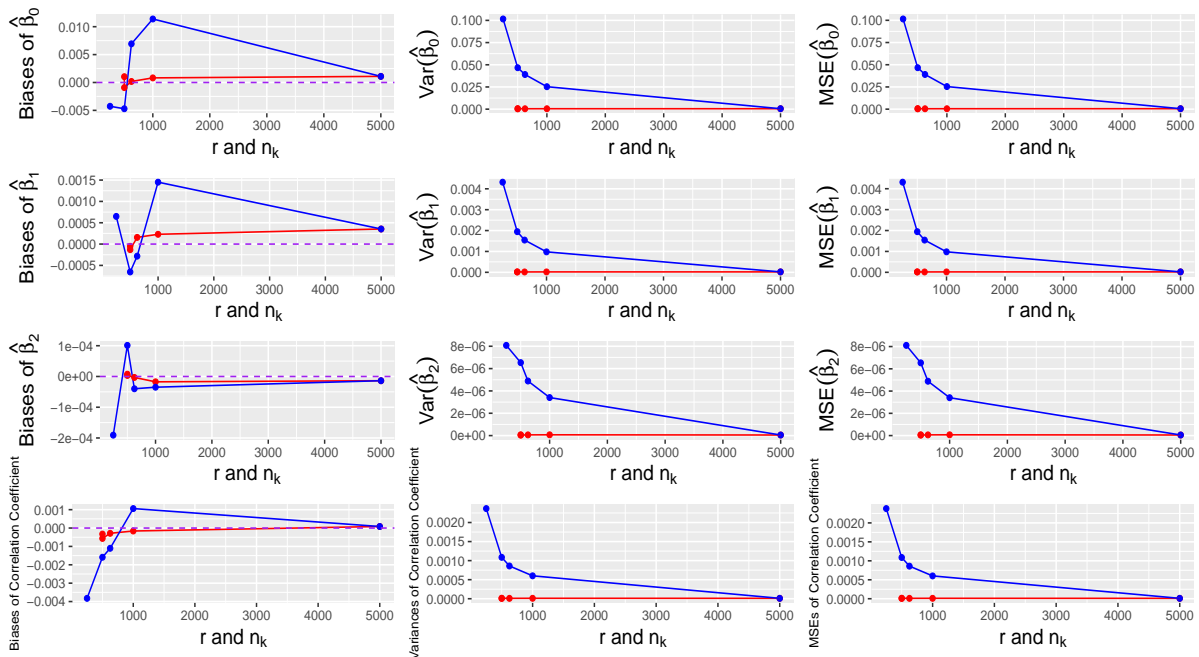 Biases of β̂₀
0.010
0.005
0.000
−0.005
1000 2000 3000 4000 5000
r and nₖ
Var(β̂₀)
0.100
0.075
0.050
0.025
0.000
1000 2000 3000 4000 5000
r and nₖ
MSE(β̂₀)
0.100
0.075
0.050
0.025
0.000
1000 2000 3000 4000 5000
r and nₖ
Biases of β̂₁
0.0015
0.0010
0.0005
0.0000
−0.0005
1000 2000 3000 4000 5000
r and nₖ
Var(β̂₁)
0.004
0.003
0.002
0.001
0.000
0 1000 2000 3000 4000 5000
r and nₖ
MSE(β̂₁)
0.004
0.003
0.002
0.001
0.000
0 1000 2000 3000 4000 5000
r and nₖ
Biases of β̂₂
1e−04
0e+00
−1e−04
−2e−04
1000 2000 3000 4000 5000
r and nₖ
Var(β̂₂)
8e−06
6e−06
4e−06
2e−06
0e+00
0 1000 2000 3000 4000 5000
r and nₖ
MSE(β̂₂)
8e−06
6e−06
4e−06
2e−06
0e+00
0 1000 2000 3000 4000 5000
r and nₖ
Biases of Correlation Coefficient
0.001
0.000
−0.001
−0.002
−0.003
−0.004
1000 2000 3000 4000 5000
r and nₖ
Variances of Correlation Coefficient
0.0020
0.0015
0.0010
0.0005
0.0000
0 1000 2000 3000 4000 5000
r and nₖ
MSEs of Correlation Coefficient
0.0020
0.0015
0.0010
0.0005
0.0000
0 1000 2000 3000 4000 5000
r and nₖ